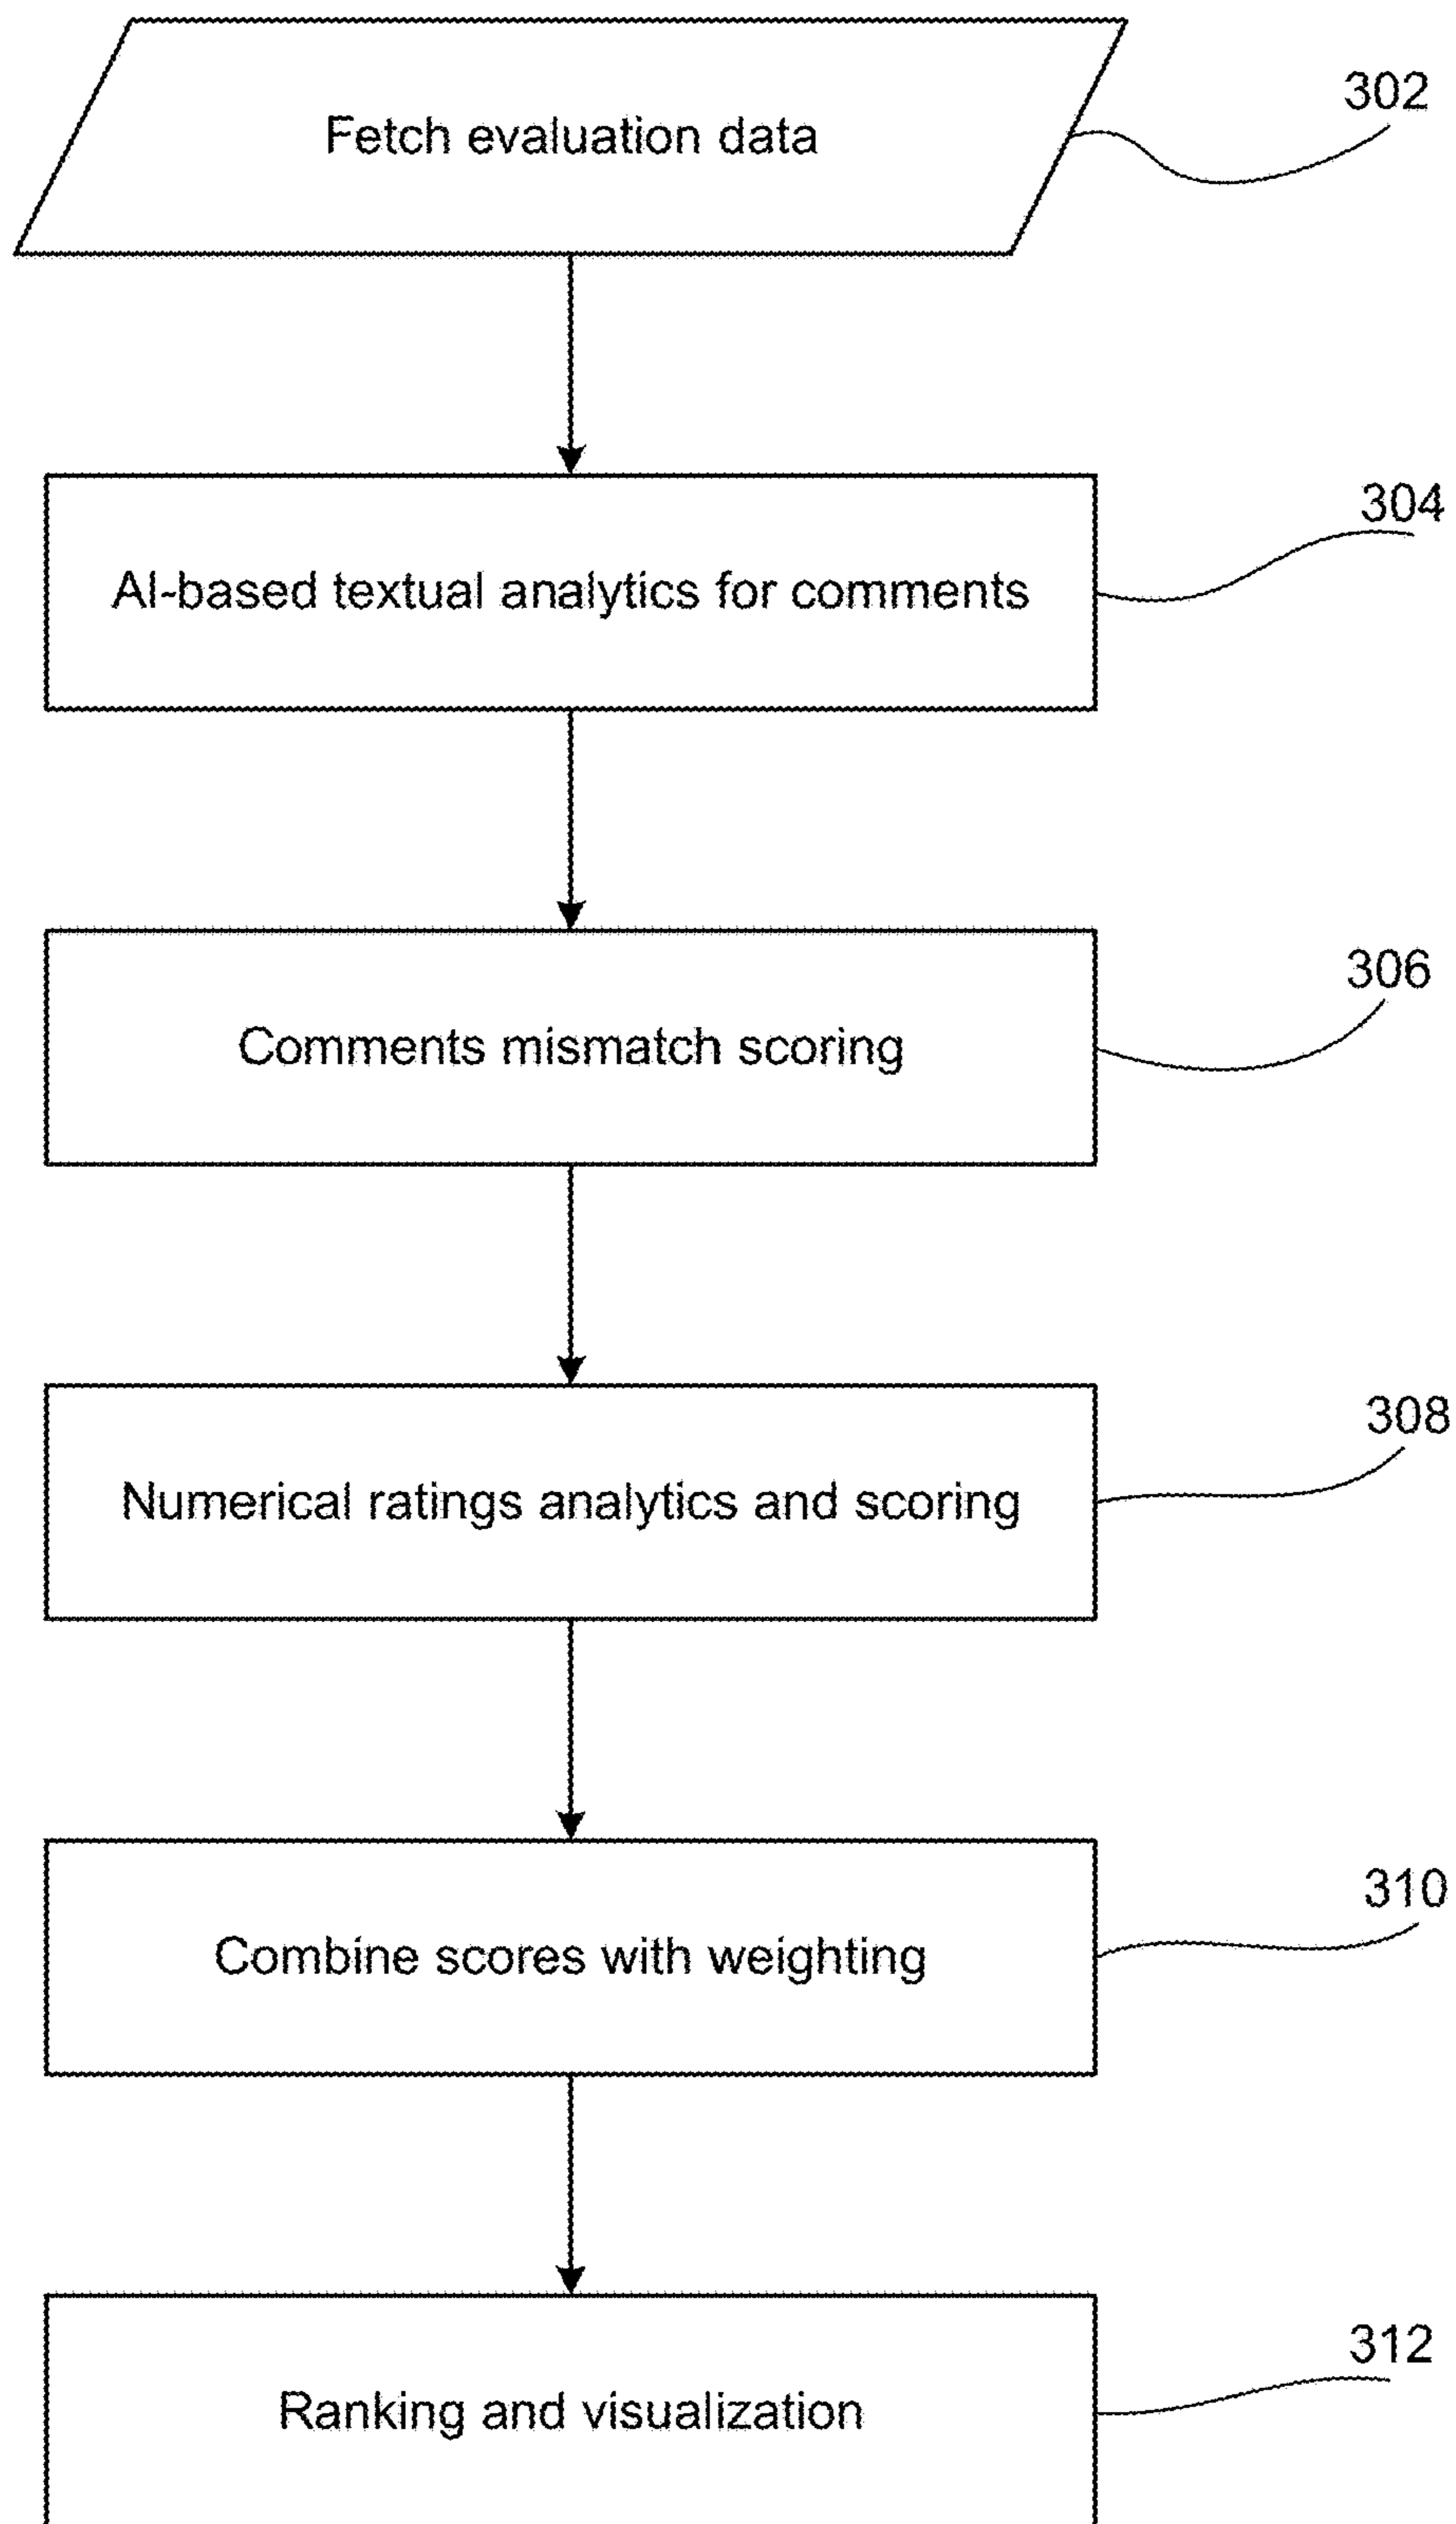 Fetch evaluation data
302
AI-based textual analytics for comments
304
Comments mismatch scoring
306
Numerical ratings analytics and scoring
308
Combine scores with weighting
310
Ranking and visualization
312